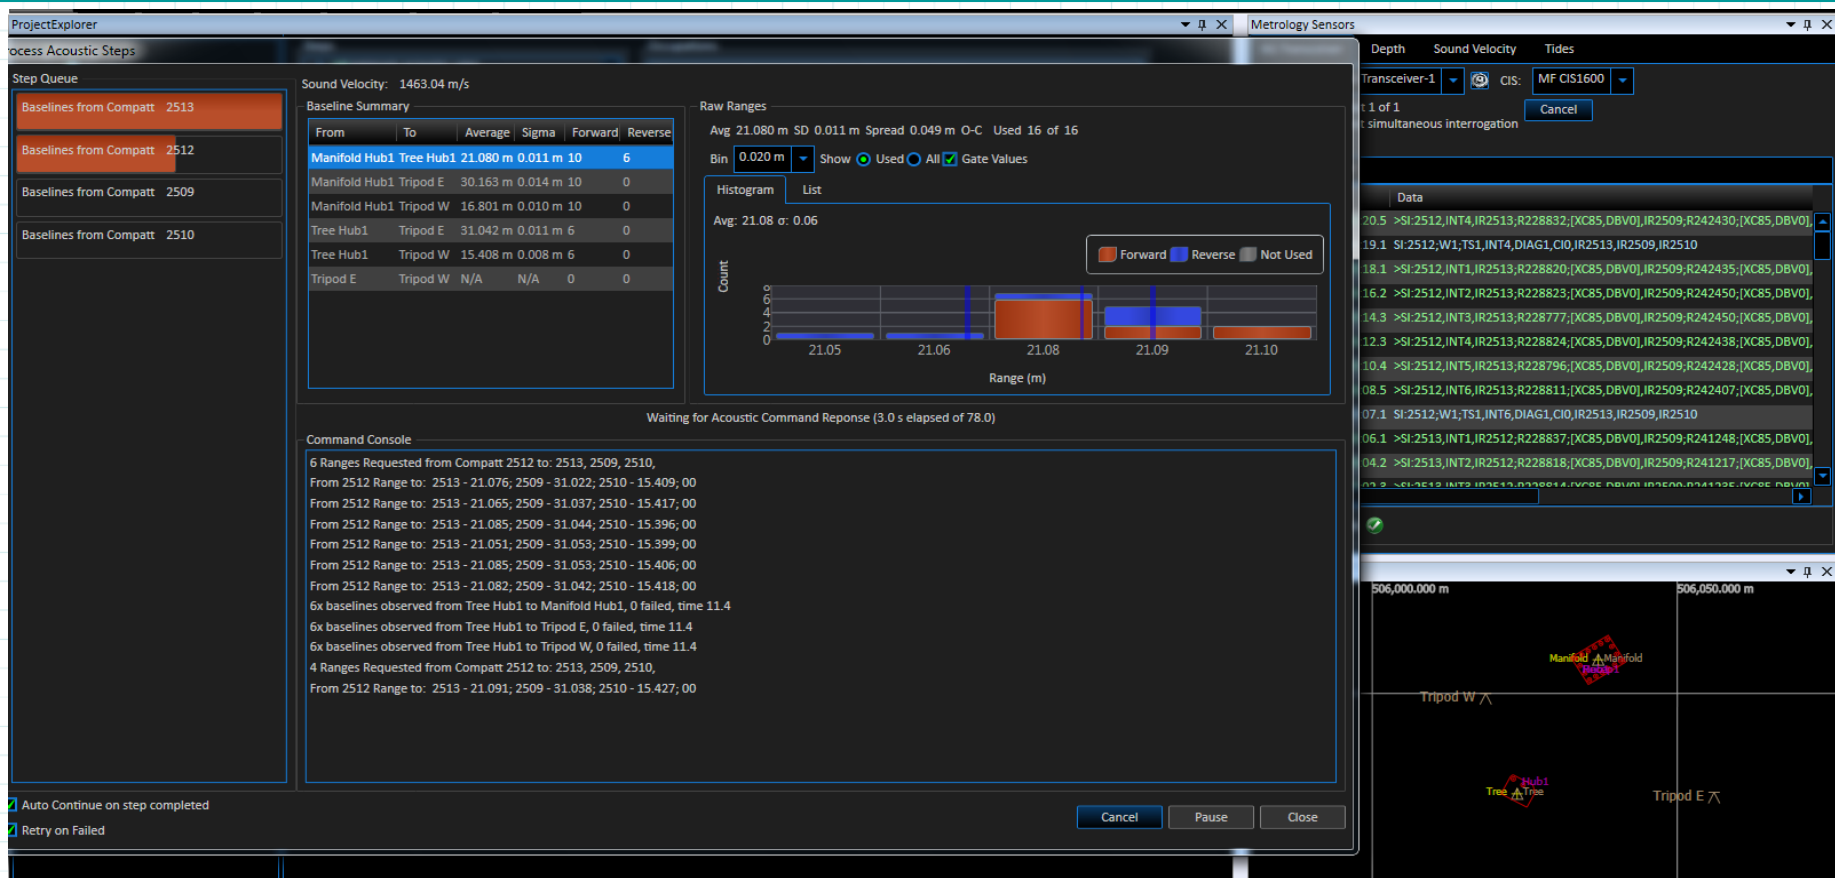 ProjectExplorer
Metrology Sensors
ocess Acoustic Steps
Depth Sound Velocity Tides
Step Queue
Baselines from Compatt 2513
Baselines from Compatt 2512
Baselines from Compatt 2509
Baselines from Compatt 2510
Sound Velocity: 1463.04 m/s
Baseline Summary
From To Average Sigma Forward Reverse
Manifold Hub1 Tree Hub1 21.080 m 0.011 m 10 6
Manifold Hub1 Tripod E 30.163 m 0.014 m 10 0
Manifold Hub1 Tripod W 16.801 m 0.010 m 10 0
Tree Hub1 Tripod E 31.042 m 0.011 m 6 0
Tree Hub1 Tripod W 15.408 m 0.008 m 6 0
Tripod E Tripod W N/A N/A 0 0
Raw Ranges
Avg 21.080 m SD 0.011 m Spread 0.049 m O-C Used 16 of 16
Bin 0.020 m Show Used All Gate Values
Histogram List
Avg: 21.08 σ: 0.06
Forward Reverse Not Used
Count
8
6
4
2
0
21.05 21.06 21.08 21.09 21.10
Range (m)
Waiting for Acoustic Command Reponse (3.0 s elapsed of 78.0)
Command Console
6 Ranges Requested from Compatt 2512 to: 2513, 2509, 2510,
From 2512 Range to: 2513 - 21.076; 2509 - 31.022; 2510 - 15.409; 00
From 2512 Range to: 2513 - 21.065; 2509 - 31.037; 2510 - 15.417; 00
From 2512 Range to: 2513 - 21.085; 2509 - 31.044; 2510 - 15.396; 00
From 2512 Range to: 2513 - 21.051; 2509 - 31.053; 2510 - 15.399; 00
From 2512 Range to: 2513 - 21.085; 2509 - 31.053; 2510 - 15.406; 00
From 2512 Range to: 2513 - 21.082; 2509 - 31.042; 2510 - 15.418; 00
6x baselines observed from Tree Hub1 to Manifold Hub1, 0 failed, time 11.4
6x baselines observed from Tree Hub1 to Tripod E, 0 failed, time 11.4
6x baselines observed from Tree Hub1 to Tripod W, 0 failed, time 11.4
4 Ranges Requested from Compatt 2512 to: 2513, 2509, 2510,
From 2512 Range to: 2513 - 21.091; 2509 - 31.038; 2510 - 15.427; 00
Auto Continue on step completed
Retry on Failed
Cancel Pause Close
Transceiver-1 CIS: MF CIS1600
t 1 of 1 Cancel
t simultaneous interrogation
Data
20.5 >SI:2512,INT4,IR2513;R228832;[XC85,DBV0],IR2509;R242430;[XC85,DBV0],
19.1 SI:2512;W1;TS1,INT4,DIAG1,CI0,IR2513,IR2509,IR2510
18.1 >SI:2512,INT1,IR2513;R228820;[XC85,DBV0],IR2509;R242435;[XC85,DBV0],
16.2 >SI:2512,INT2,IR2513;R228823;[XC85,DBV0],IR2509;R242450;[XC85,DBV0],
14.3 >SI:2512,INT3,IR2513;R228777;[XC85,DBV0],IR2509;R242450;[XC85,DBV0],
12.3 >SI:2512,INT4,IR2513;R228824;[XC85,DBV0],IR2509;R242438;[XC85,DBV0],
10.4 >SI:2512,INT5,IR2513;R228796;[XC85,DBV0],IR2509;R242428;[XC85,DBV0],
08.5 >SI:2512,INT6,IR2513;R228811;[XC85,DBV0],IR2509;R242407;[XC85,DBV0],
07.1 SI:2512;W1;TS1,INT6,DIAG1,CI0,IR2513,IR2509,IR2510
06.1 >SI:2513,INT1,IR2512;R228837;[XC85,DBV0],IR2509;R241248;[XC85,DBV0],
04.2 >SI:2513,INT2,IR2512;R228818;[XC85,DBV0],IR2509;R241217;[XC85,DBV0],
02.3 >SI:2513,INT3,IR2512;R228814;[XC85,DBV0],IR2509;R241235;[XC85,DBV0],
506,000.000 m 506,050.000 m
Manifold Manifold
Hub1
Tripod W
Hub1
Tree Tree
Tripod E